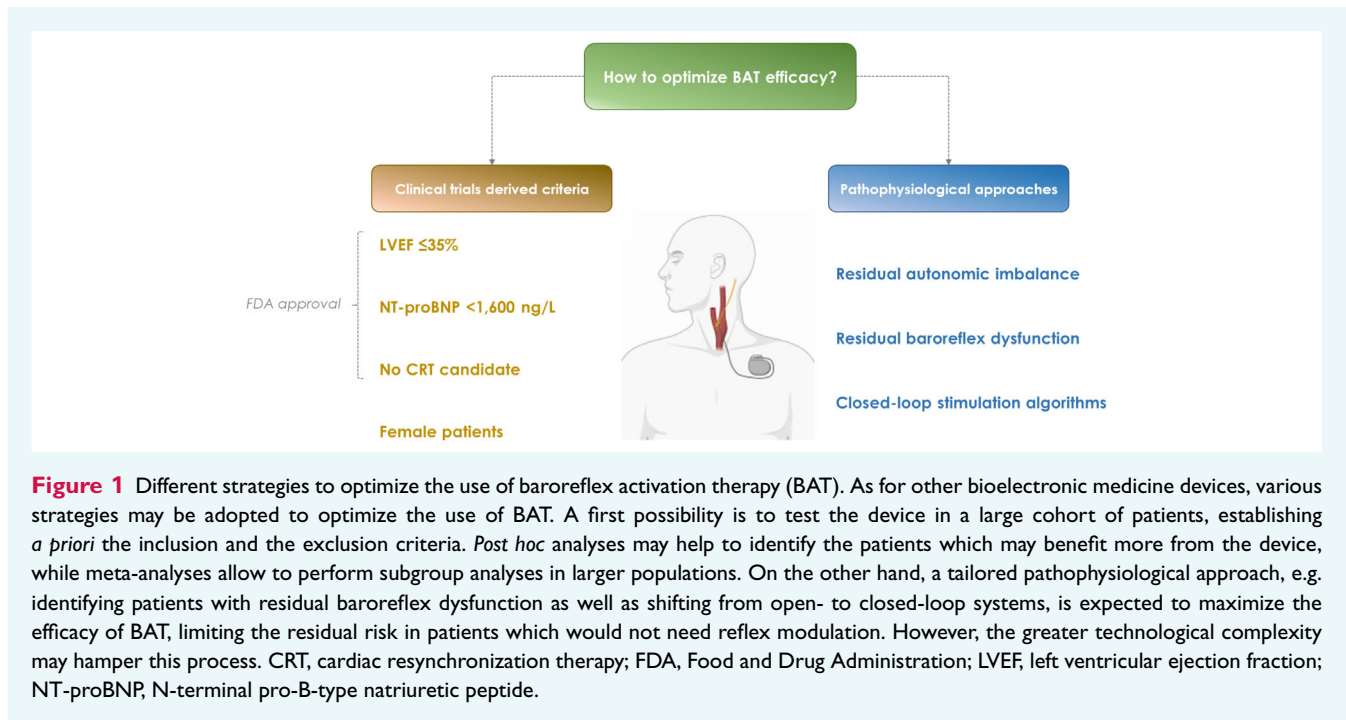 How to optimize BAT efficacy?
Clinical trials derived criteria
Pathophysiological approaches
FDA approval
LVEF ≤35%
NT-proBNP <1,600 ng/L
No CRT candidate
Female patients
Residual autonomic imbalance
Residual baroreflex dysfunction
Closed-loop stimulation algorithms
Figure 1 Different strategies to optimize the use of baroreflex activation therapy (BAT). As for other bioelectronic medicine devices, various
strategies may be adopted to optimize the use of BAT. A first possibility is to test the device in a large cohort of patients, establishing
a priori the inclusion and the exclusion criteria. Post hoc analyses may help to identify the patients which may benefit more from the device,
while meta-analyses allow to perform subgroup analyses in larger populations. On the other hand, a tailored pathophysiological approach, e.g.
identifying patients with residual baroreflex dysfunction as well as shifting from open- to closed-loop systems, is expected to maximize the
efficacy of BAT, limiting the residual risk in patients which would not need reflex modulation. However, the greater technological complexity
may hamper this process. CRT, cardiac resynchronization therapy; FDA, Food and Drug Administration; LVEF, left ventricular ejection fraction;
NT-proBNP, N-terminal pro-B-type natriuretic peptide.